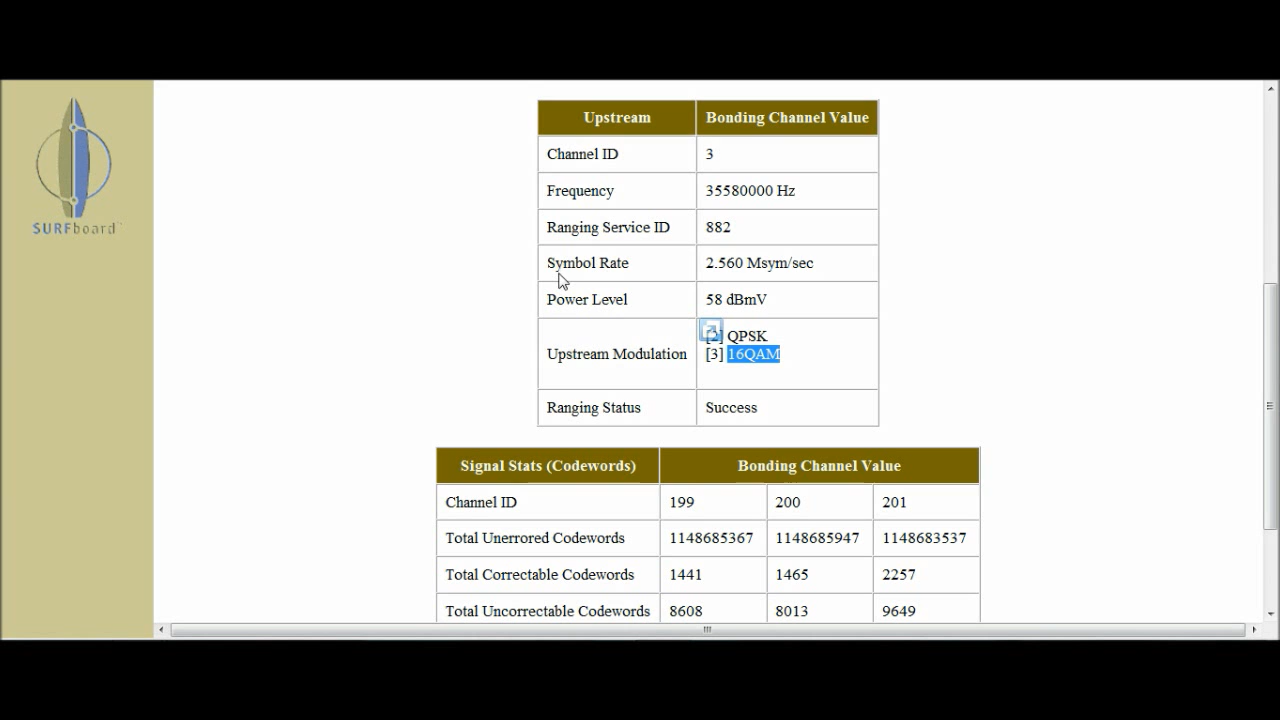 SURFboard™
Upstream Bonding Channel Value
Channel ID 3
Frequency 35580000 Hz
Ranging Service ID 882
Symbol Rate 2.560 Msym/sec
Power Level 58 dBmV
[2] QPSK
Upstream Modulation [3] 16QAM
Ranging Status Success
Signal Stats (Codewords) Bonding Channel Value
Channel ID 199 200 201
Total Unerrored Codewords 1148685367 1148685947 1148683537
Total Correctable Codewords 1441 1465 2257
Total Uncorrectable Codewords 8608 8013 9649